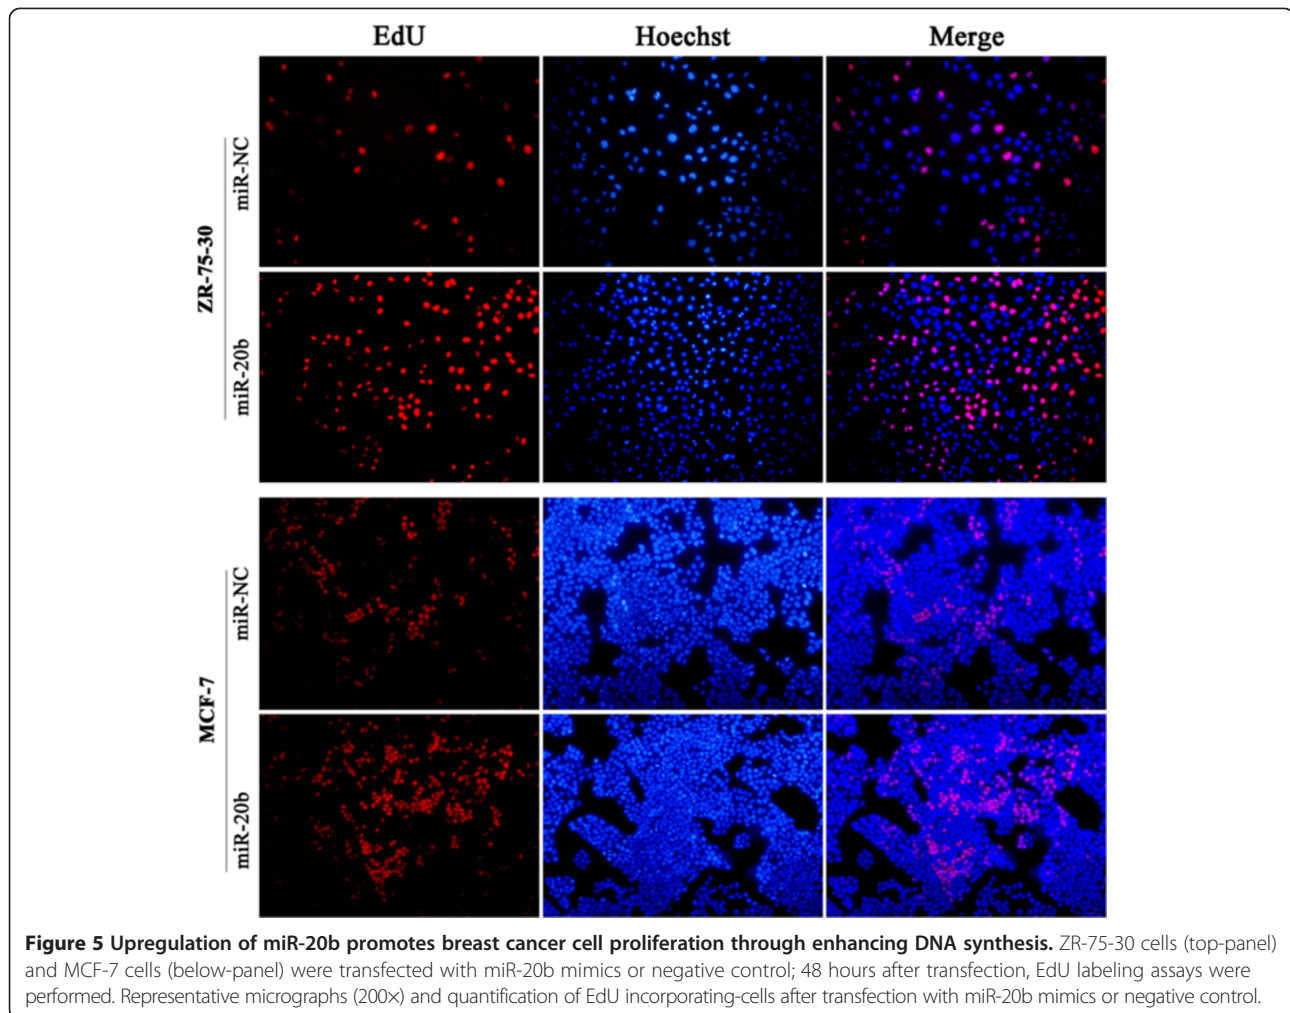 EdU Hoechst Merge
ZR-75-30
miR-NC
miR-20b
MCF-7
miR-NC
miR-20b
Figure 5 Upregulation of miR-20b promotes breast cancer cell proliferation through enhancing DNA synthesis. ZR-75-30 cells (top-panel)
and MCF-7 cells (below-panel) were transfected with miR-20b mimics or negative control; 48 hours after transfection, EdU labeling assays were
performed. Representative micrographs (200×) and quantification of EdU incorporating-cells after transfection with miR-20b mimics or negative control.